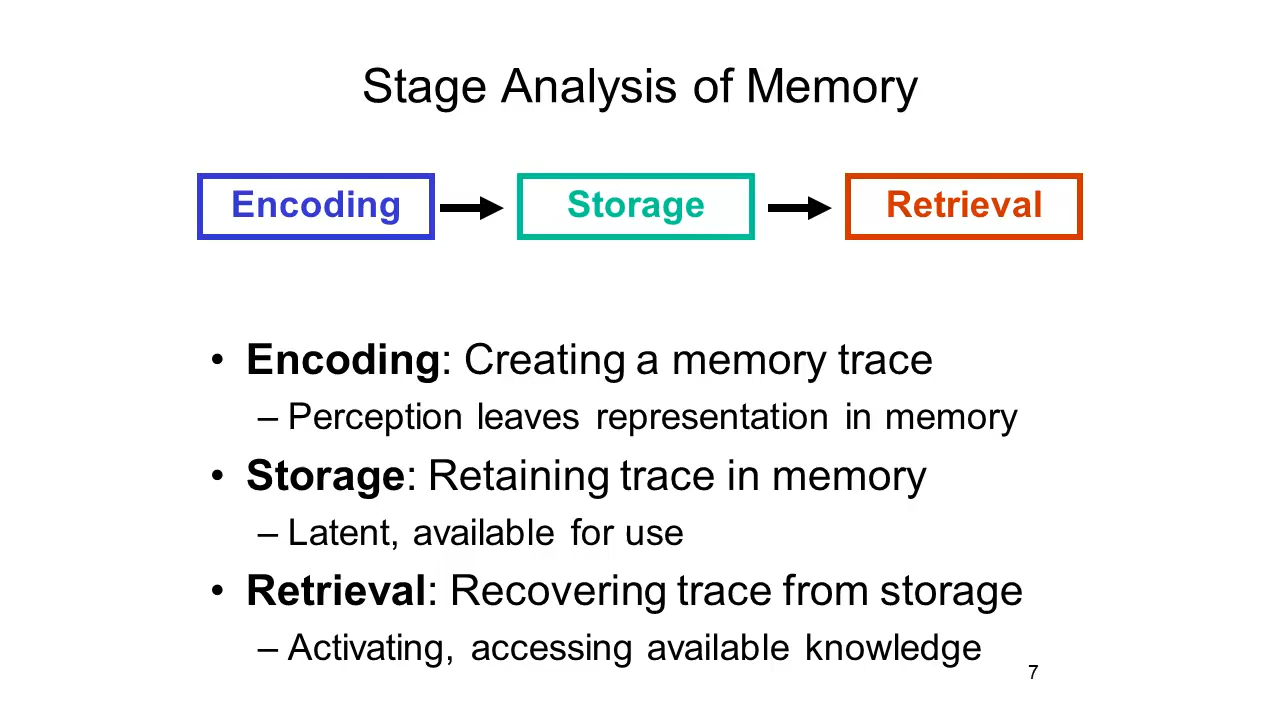 Stage Analysis of Memory
Encoding
Storage
Retrieval
• Encoding: Creating a memory trace
– Perception leaves representation in memory
• Storage: Retaining trace in memory
– Latent, available for use
• Retrieval: Recovering trace from storage
– Activating, accessing available knowledge
7